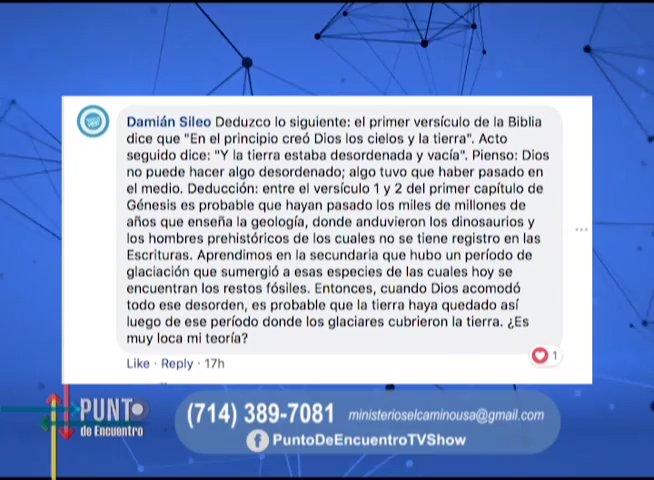 Damián Sileo Deduzco lo siguiente: el primer versículo de la Biblia
dice que "En el principio creó Dios los cielos y la tierra". Acto
seguido dice: "Y la tierra estaba desordenada y vacía". Pienso: Dios
no puede hacer algo desordenado; algo tuvo que haber pasado en
el medio. Deducción: entre el versículo 1 y 2 del primer capítulo de
Génesis es probable que hayan pasado los miles de millones de
años que enseña la geología, donde anduvieron los dinosaurios y
los hombres prehistóricos de los cuales no se tiene registro en las
Escrituras. Aprendimos en la secundaria que hubo un período de
glaciación que sumergió a esas especies de las cuales hoy se
encuentran los restos fósiles. Entonces, cuando Dios acomodó
todo ese desorden, es probable que la tierra haya quedado así
luego de ese período donde los glaciares cubrieron la tierra. ¿Es
muy loca mi teoría?
1
Like · Reply · 17h
PUNTO
de Encuentro
(714) 389-7081 ministerioselcaminousa@gmail.com
PuntoDeEncuentroTVShow